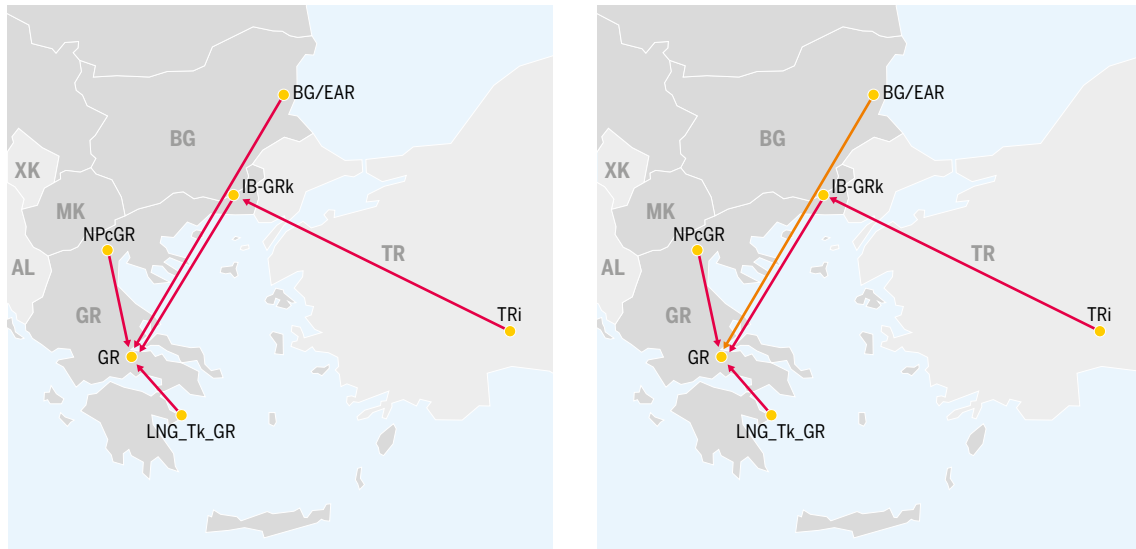 BG/EAR
BG
XK
IB-GRk
MK
NPcGR
TR
AL
GR
TRi
GR
LNG_Tk_GR
BG/EAR
BG
XK
IB-GRk
MK
NPcGR
TR
AL
GR
TRi
GR
LNG_Tk_GR